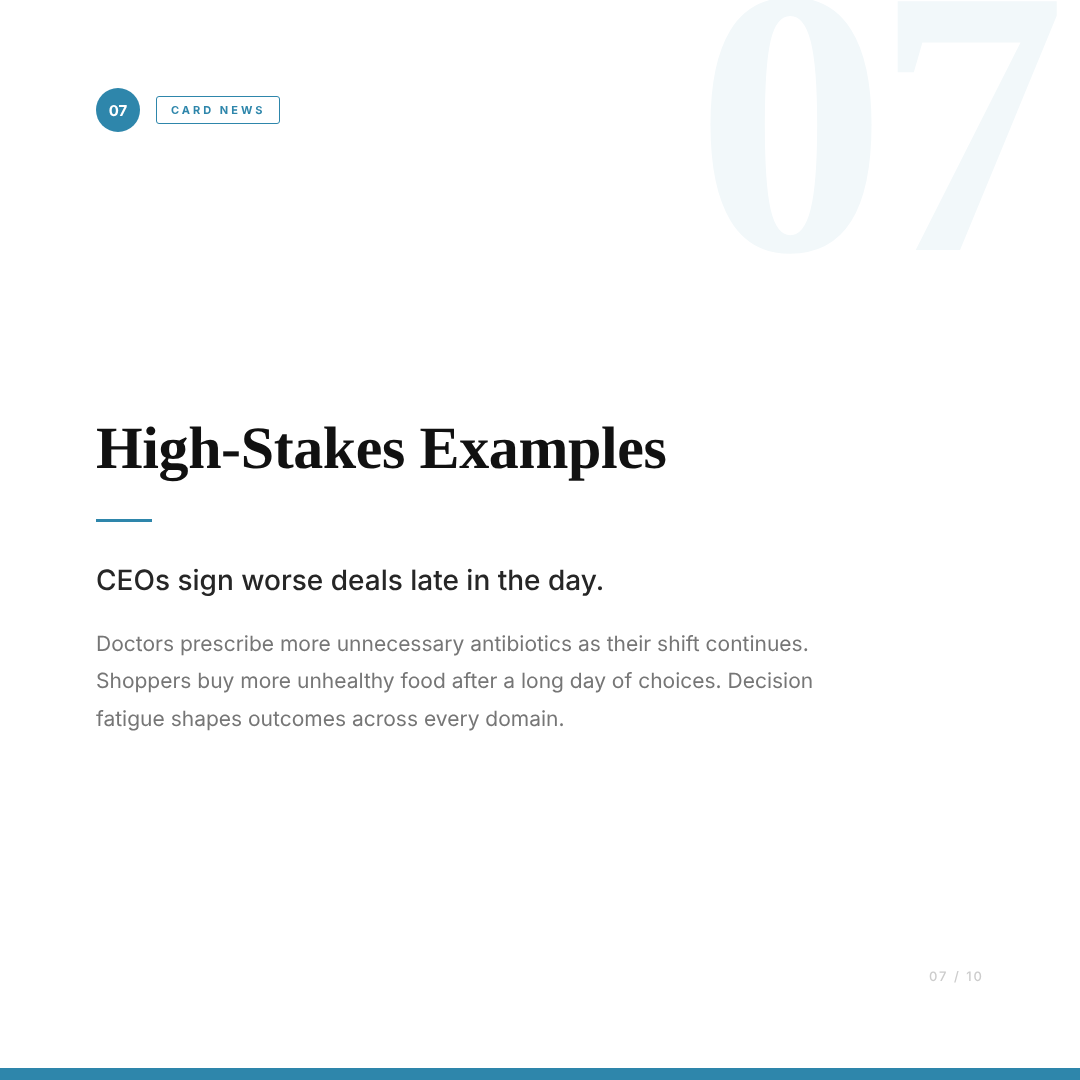 07
07
CARD NEWS
High-Stakes Examples
CEOs sign worse deals late in the day.
Doctors prescribe more unnecessary antibiotics as their shift continues.
Shoppers buy more unhealthy food after a long day of choices. Decision
fatigue shapes outcomes across every domain.
07 / 10